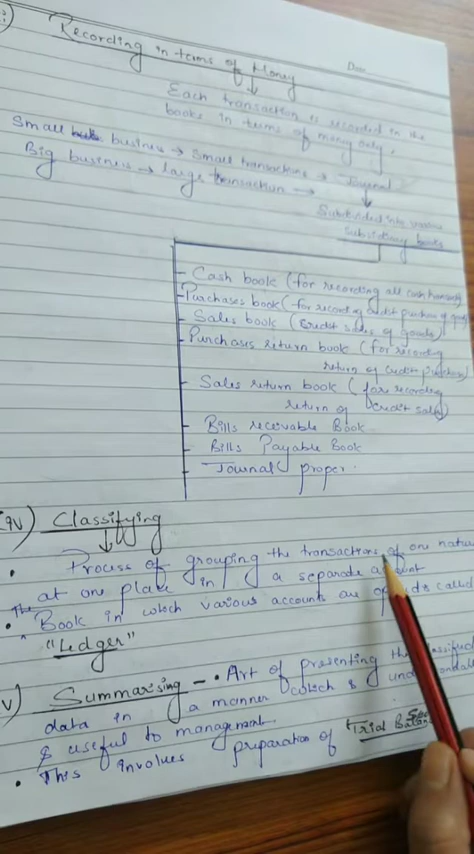 Recording in terms of Money
Date
Each transaction is recorded in the
books in terms of money only.
Small business → Small transactions → Journal
Big business → large transaction →
Subdivided into various
subsidiary books
Cash book (for recording all cash transacti
Purchases book (for recording credit purchase of goo
Sales book (Credit sales of goods)
Purchases return book (for recording
return of credit purchases)
Sales return book (for recording
return of credit sales)
Bills receivable Book
Bills Payable Book
Journal proper.
(iv) Classifying
• Process of grouping the transactions of one natu
at one place in a separate account
• The Book in which various accounts are opened is called
"Ledger"
v) Summarising - • Art of presenting the classified
data in a manner which is understandable
& useful to management.
• This involves preparation of trial